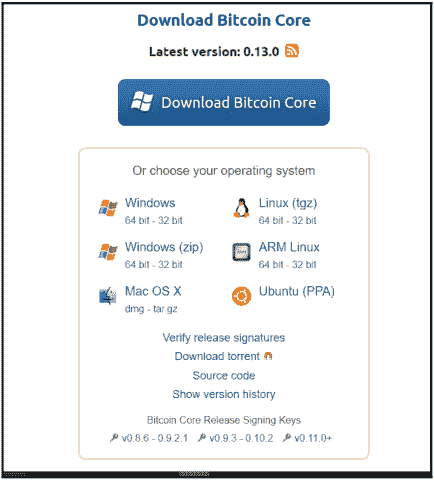 Download Bitcoin Core
Latest version: 0.13.0
Download Bitcoin Core
Or choose your operating system
Windows
64 bit - 32 bit
Linux (tgz)
64 bit - 32 bit
Windows (zip)
64 bit - 32 bit
ARM Linux
64 bit - 32 bit
Mac OS X
dmg - tar.gz
Ubuntu (PPA)
Verify release signatures
Download torrent
Source code
Show version history
Bitcoin Core Release Signing Keys
v0.8.6 - 0.9.2.1 v0.9.3 - 0.10.2 v0.11.0+